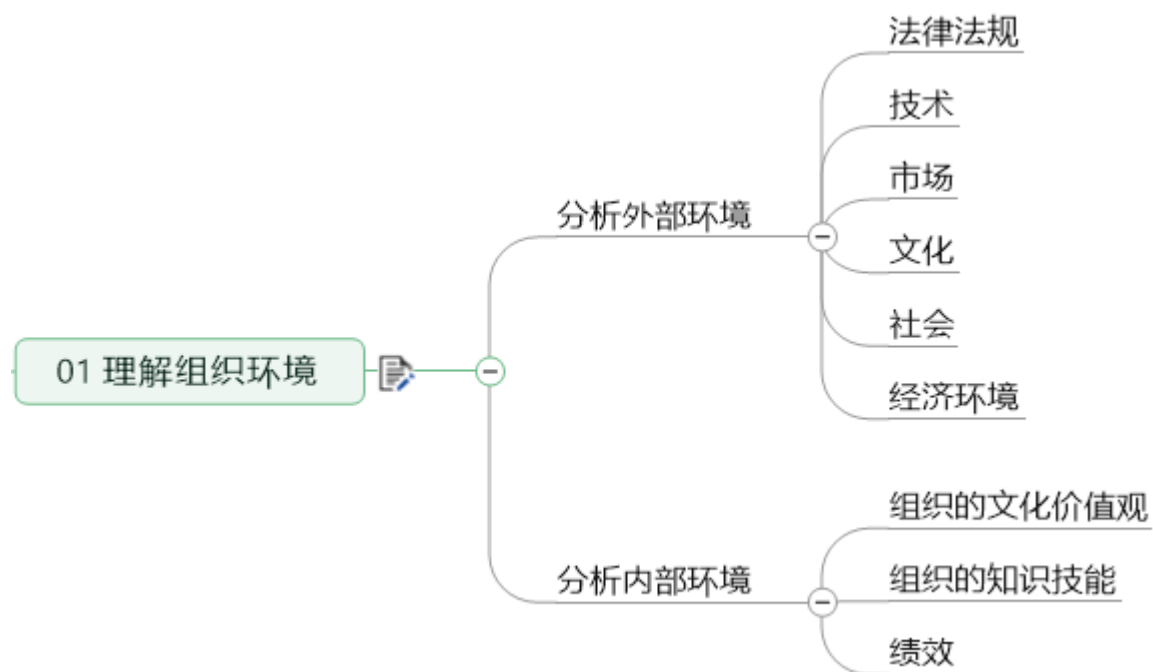 法律法规
技术
市场
分析外部环境
文化
社会
01 理解组织环境
经济环境
组织的文化价值观
分析内部环境
组织的知识技能
绩效